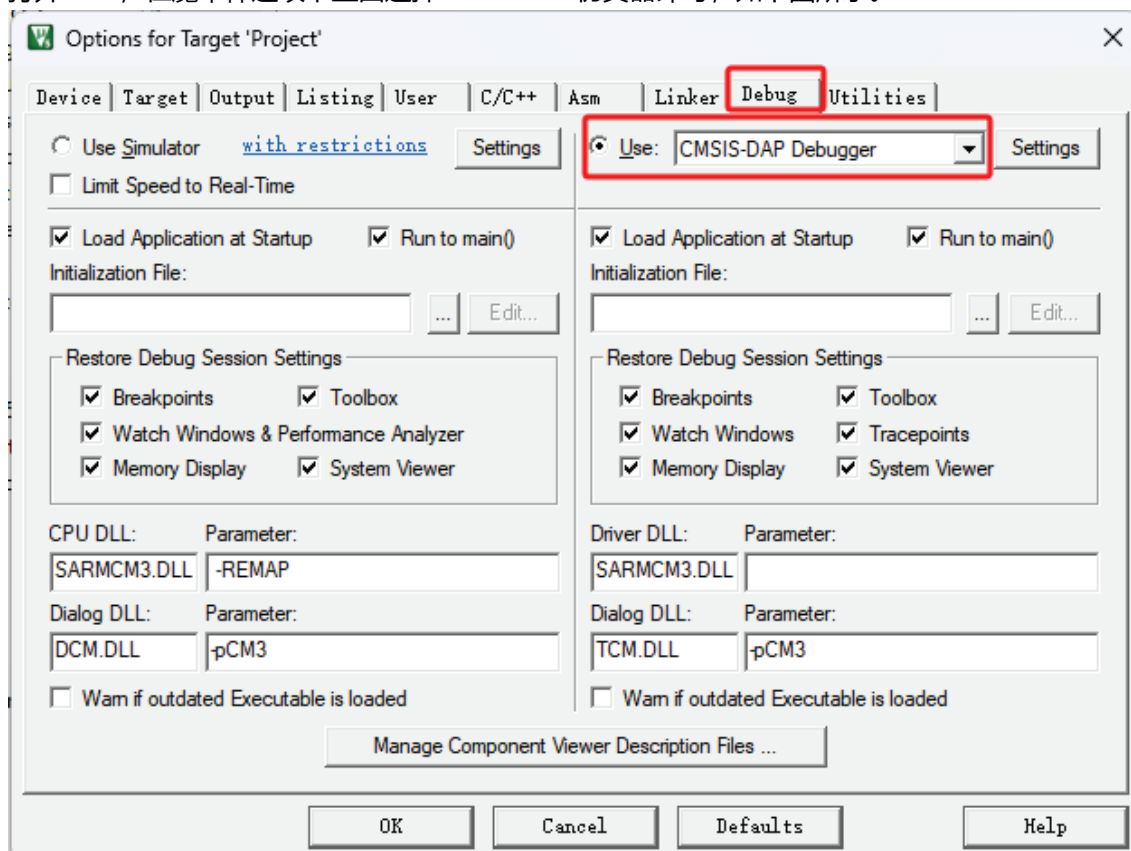 Options for Target 'Project'
Device Target Output Listing User C/C++ Asm Linker Debug Utilities
Use Simulator with restrictions Settings
Use: CMSIS-DAP Debugger Settings
Limit Speed to Real-Time
Load Application at Startup Run to main()
Load Application at Startup Run to main()
Initialization File:
Initialization File:
... Edit...
... Edit...
Restore Debug Session Settings
Breakpoints Toolbox
Watch Windows & Performance Analyzer
Memory Display System Viewer
Restore Debug Session Settings
Breakpoints Toolbox
Watch Windows Tracepoints
Memory Display System Viewer
CPU DLL: Parameter:
SARMCM3.DLL -REMAP
Dialog DLL: Parameter:
DCM.DLL -pCM3
Driver DLL: Parameter:
SARMCM3.DLL
Dialog DLL: Parameter:
TCM.DLL -pCM3
Warn if outdated Executable is loaded
Warn if outdated Executable is loaded
Manage Component Viewer Description Files ...
OK Cancel Defaults Help